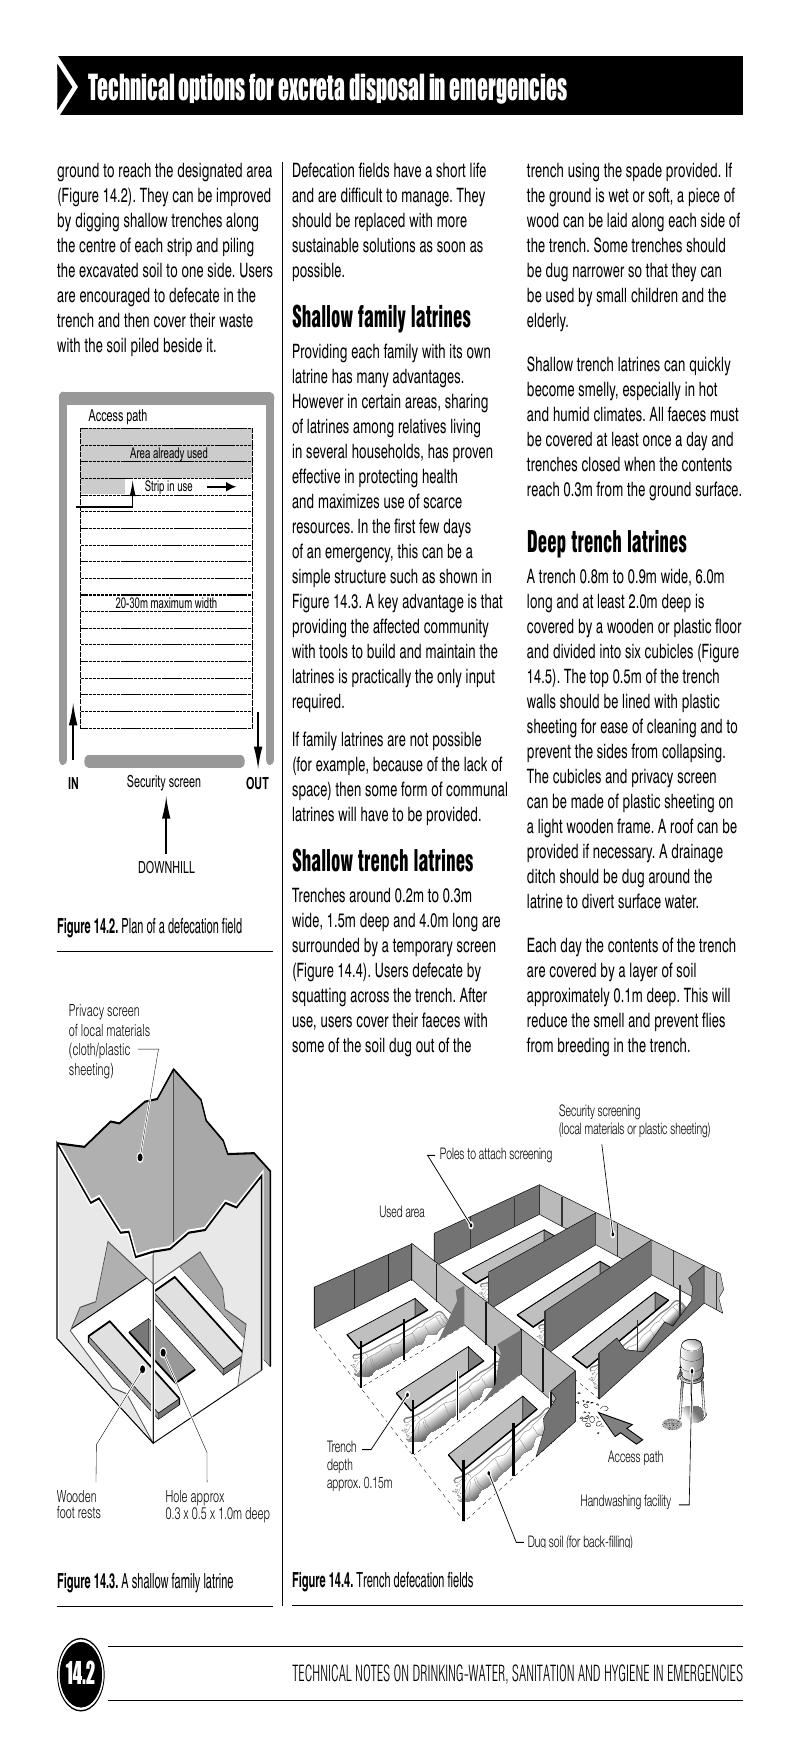 Technical options for excreta disposal in emergencies
ground to reach the designated area
(Figure 14.2). They can be improved
by digging shallow trenches along
the centre of each strip and piling
the excavated soil to one side. Users
are encouraged to defecate in the
trench and then cover their waste
with the soil piled beside it.
Access path
Area already used
Strip in use
20-30m maximum width
IN
Security screen
OUT
DOWNHILL
Figure 14.2. Plan of a defecation field
Privacy screen
of local materials
(cloth/plastic
sheeting)
Wooden
foot rests
Hole approx
0.3 x 0.5 x 1.0m deep
Figure 14.3. A shallow family latrine
Defecation fields have a short life
and are difficult to manage. They
should be replaced with more
sustainable solutions as soon as
possible.
Shallow family latrines
Providing each family with its own
latrine has many advantages.
However in certain areas, sharing
of latrines among relatives living
in several households, has proven
effective in protecting health
and maximizes use of scarce
resources. In the first few days
of an emergency, this can be a
simple structure such as shown in
Figure 14.3. A key advantage is that
providing the affected community
with tools to build and maintain the
latrines is practically the only input
required.
If family latrines are not possible
(for example, because of the lack of
space) then some form of communal
latrines will have to be provided.
Shallow trench latrines
Trenches around 0.2m to 0.3m
wide, 1.5m deep and 4.0m long are
surrounded by a temporary screen
(Figure 14.4). Users defecate by
squatting across the trench. After
use, users cover their faeces with
some of the soil dug out of the
trench using the spade provided. If
the ground is wet or soft, a piece of
wood can be laid along each side of
the trench. Some trenches should
be dug narrower so that they can
be used by small children and the
elderly.
Shallow trench latrines can quickly
become smelly, especially in hot
and humid climates. All faeces must
be covered at least once a day and
trenches closed when the contents
reach 0.3m from the ground surface.
Deep trench latrines
A trench 0.8m to 0.9m wide, 6.0m
long and at least 2.0m deep is
covered by a wooden or plastic floor
and divided into six cubicles (Figure
14.5). The top 0.5m of the trench
walls should be lined with plastic
sheeting for ease of cleaning and to
prevent the sides from collapsing.
The cubicles and privacy screen
can be made of plastic sheeting on
a light wooden frame. A roof can be
provided if necessary. A drainage
ditch should be dug around the
latrine to divert surface water.
Each day the contents of the trench
are covered by a layer of soil
approximately 0.1m deep. This will
reduce the smell and prevent flies
from breeding in the trench.
Security screening
(local materials or plastic sheeting)
Poles to attach screening
Used area
Trench
depth
approx. 0.15m
Access path
Handwashing facility
Dug soil (for back-filling)
Figure 14.4. Trench defecation fields
14.2
TECHNICAL NOTES ON DRINKING-WATER, SANITATION AND HYGIENE IN EMERGENCIES